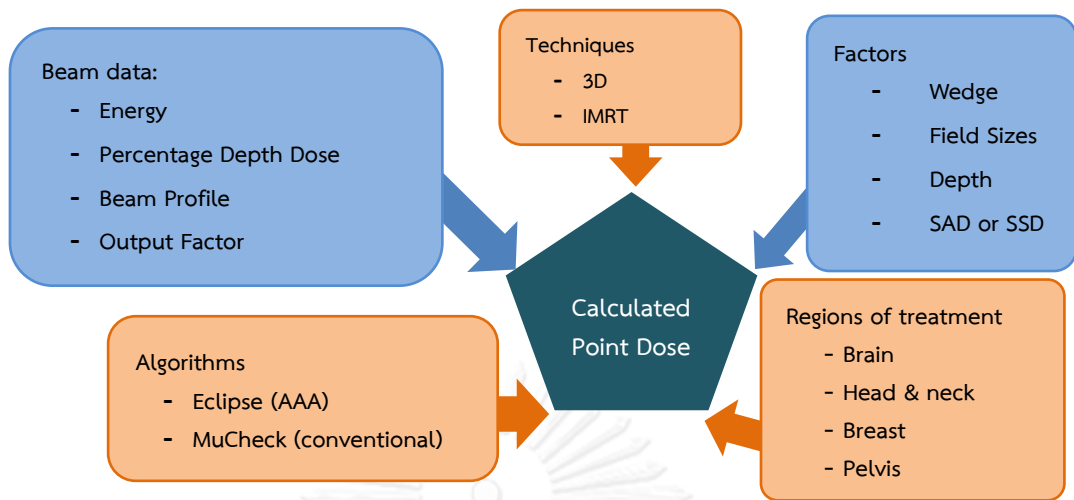 Beam data:
- Energy
- Percentage Depth Dose
- Beam Profile
- Output Factor
Techniques
- 3D
- IMRT
Factors
- Wedge
- Field Sizes
- Depth
- SAD or SSD
Calculated
Point Dose
Algorithms
- Eclipse (AAA)
- MuCheck (conventional)
Regions of treatment
- Brain
- Head & neck
- Breast
- Pelvis